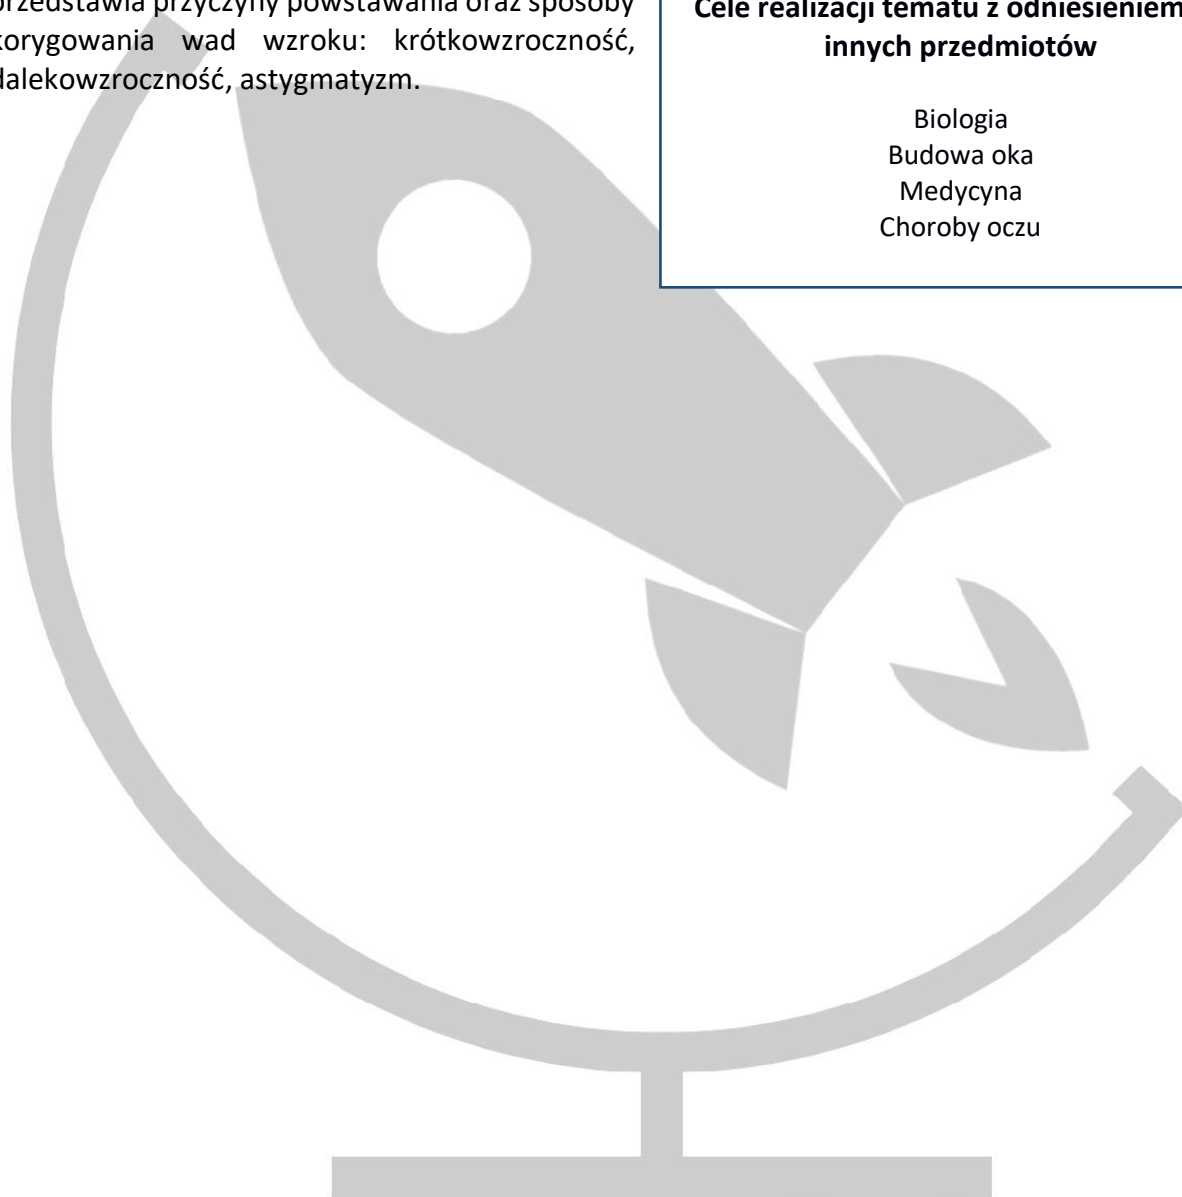 przedstawia przyczyny powstawania oraz sposoby
korygowania wad wzroku: krótkowzroczność,
dalekowzroczność, astygmatyzm.
Cele realizacji tematu z odniesieniem
innych przedmiotów
Biologia
Budowa oka
Medycyna
Choroby oczu